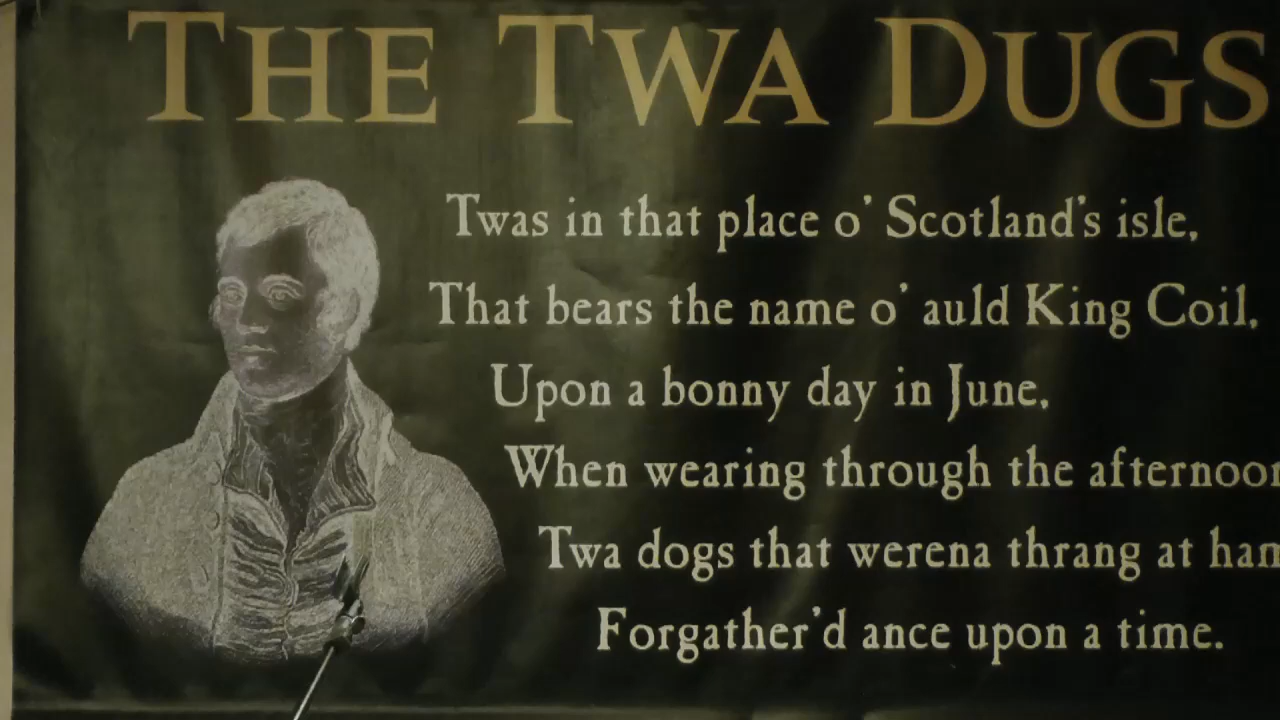 THE TWA DUGS
Twas in that place o' Scotland's isle,
That bears the name o' auld King Coil,
Upon a bonny day in June,
When wearing through the
Twa dogs that werena thrang at
Forgather'd ance upon a time.